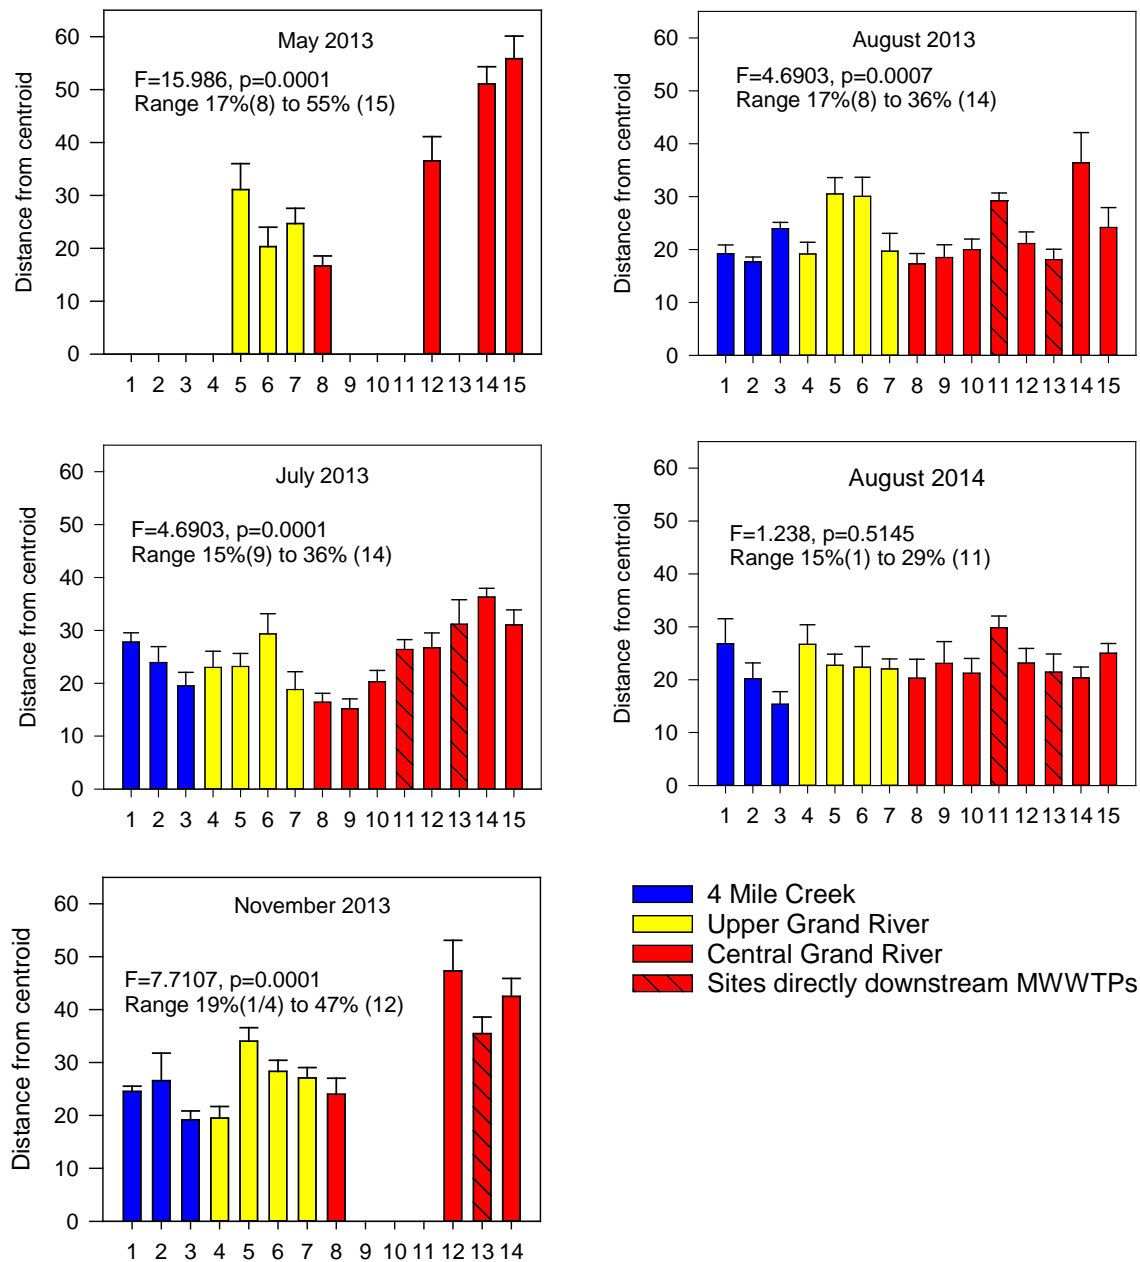 May 2013
F=15.986, p=0.0001
Range 17%(8) to 55% (15)
Distance from centroid
60
50
40
30
20
10
0
1 2 3 4 5 6 7 8 9 10 11 12 13 14 15
August 2013
F=4.6903, p=0.0007
Range 17%(8) to 36% (14)
Distance from centroid
60
50
40
30
20
10
0
1 2 3 4 5 6 7 8 9 10 11 12 13 14 15
July 2013
F=4.6903, p=0.0001
Range 15%(9) to 36% (14)
Distance from centroid
60
50
40
30
20
10
0
1 2 3 4 5 6 7 8 9 10 11 12 13 14 15
August 2014
F=1.238, p=0.5145
Range 15%(1) to 29% (11)
Distance from centroid
60
50
40
30
20
10
0
1 2 3 4 5 6 7 8 9 10 11 12 13 14 15
November 2013
F=7.7107, p=0.0001
Range 19%(1/4) to 47% (12)
Distance from centroid
60
50
40
30
20
10
0
1 2 3 4 5 6 7 8 9 10 11 12 13 14
4 Mile Creek
Upper Grand River
Central Grand River
Sites directly downstream MWWTPs